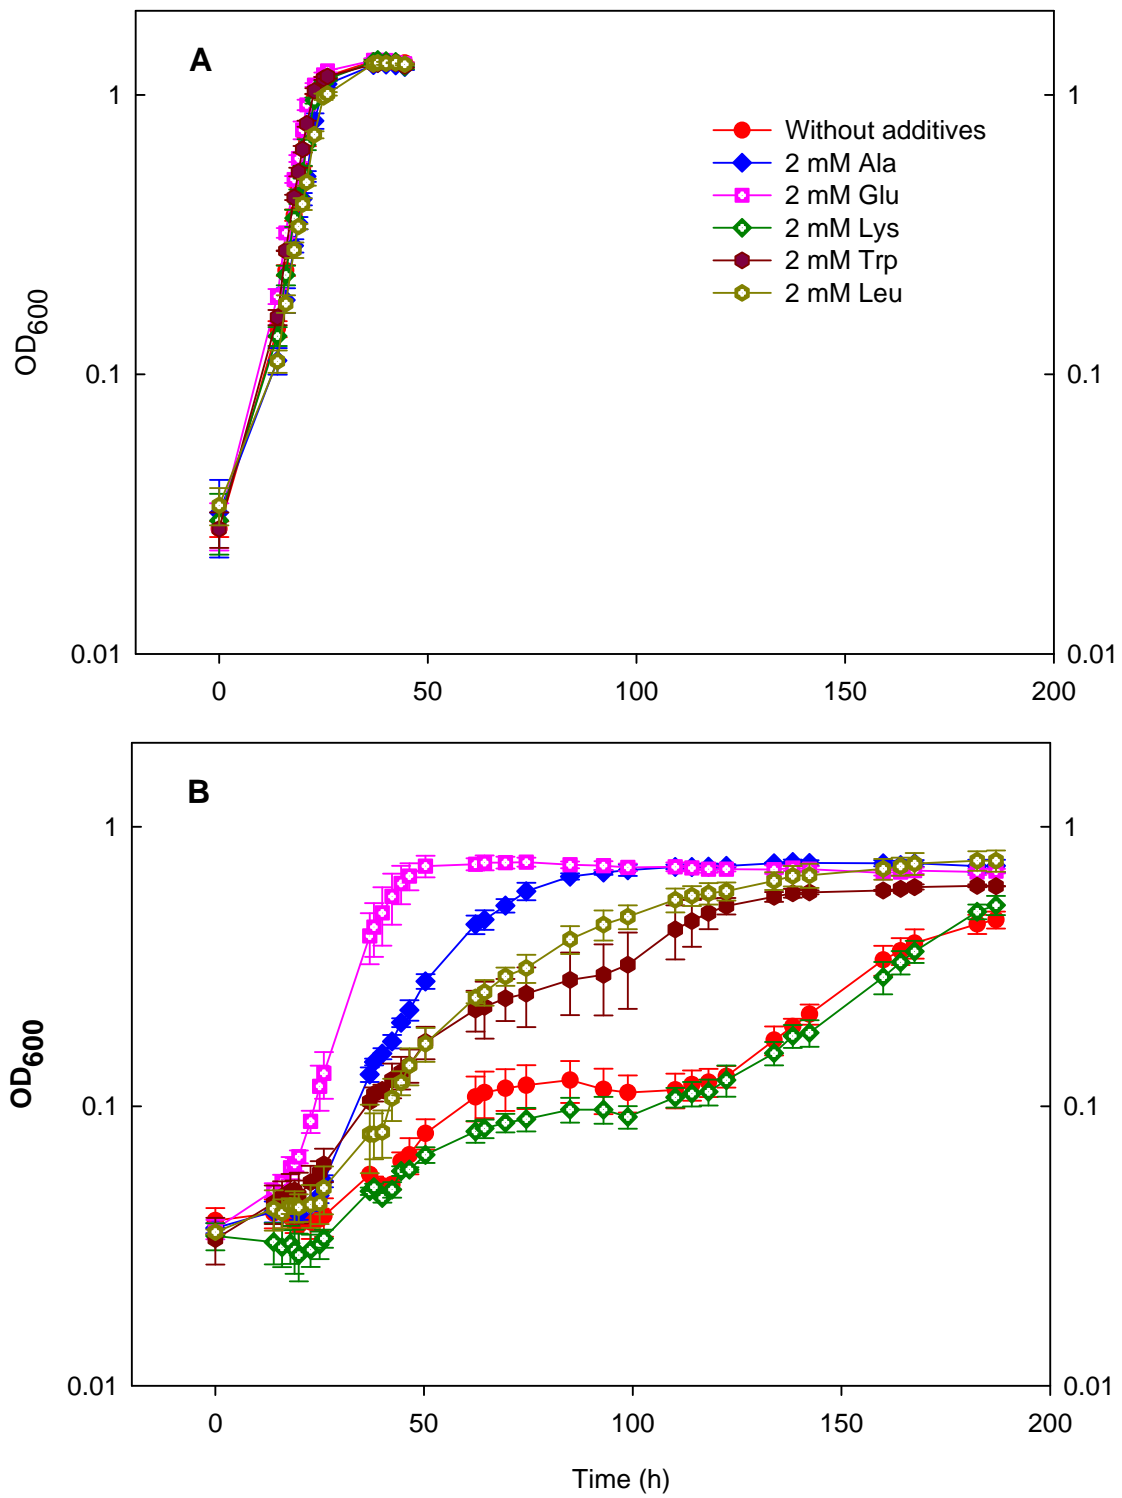 A
1
1
Without additives
2 mM Ala
2 mM Glu
2 mM Lys
2 mM Trp
2 mM Leu
OD600
0.1
0.1
0.01
0.01
0 50 100 150 200
B
1
1
OD600
0.1
0.1
0.01
0.01
0 50 100 150 200
Time (h)